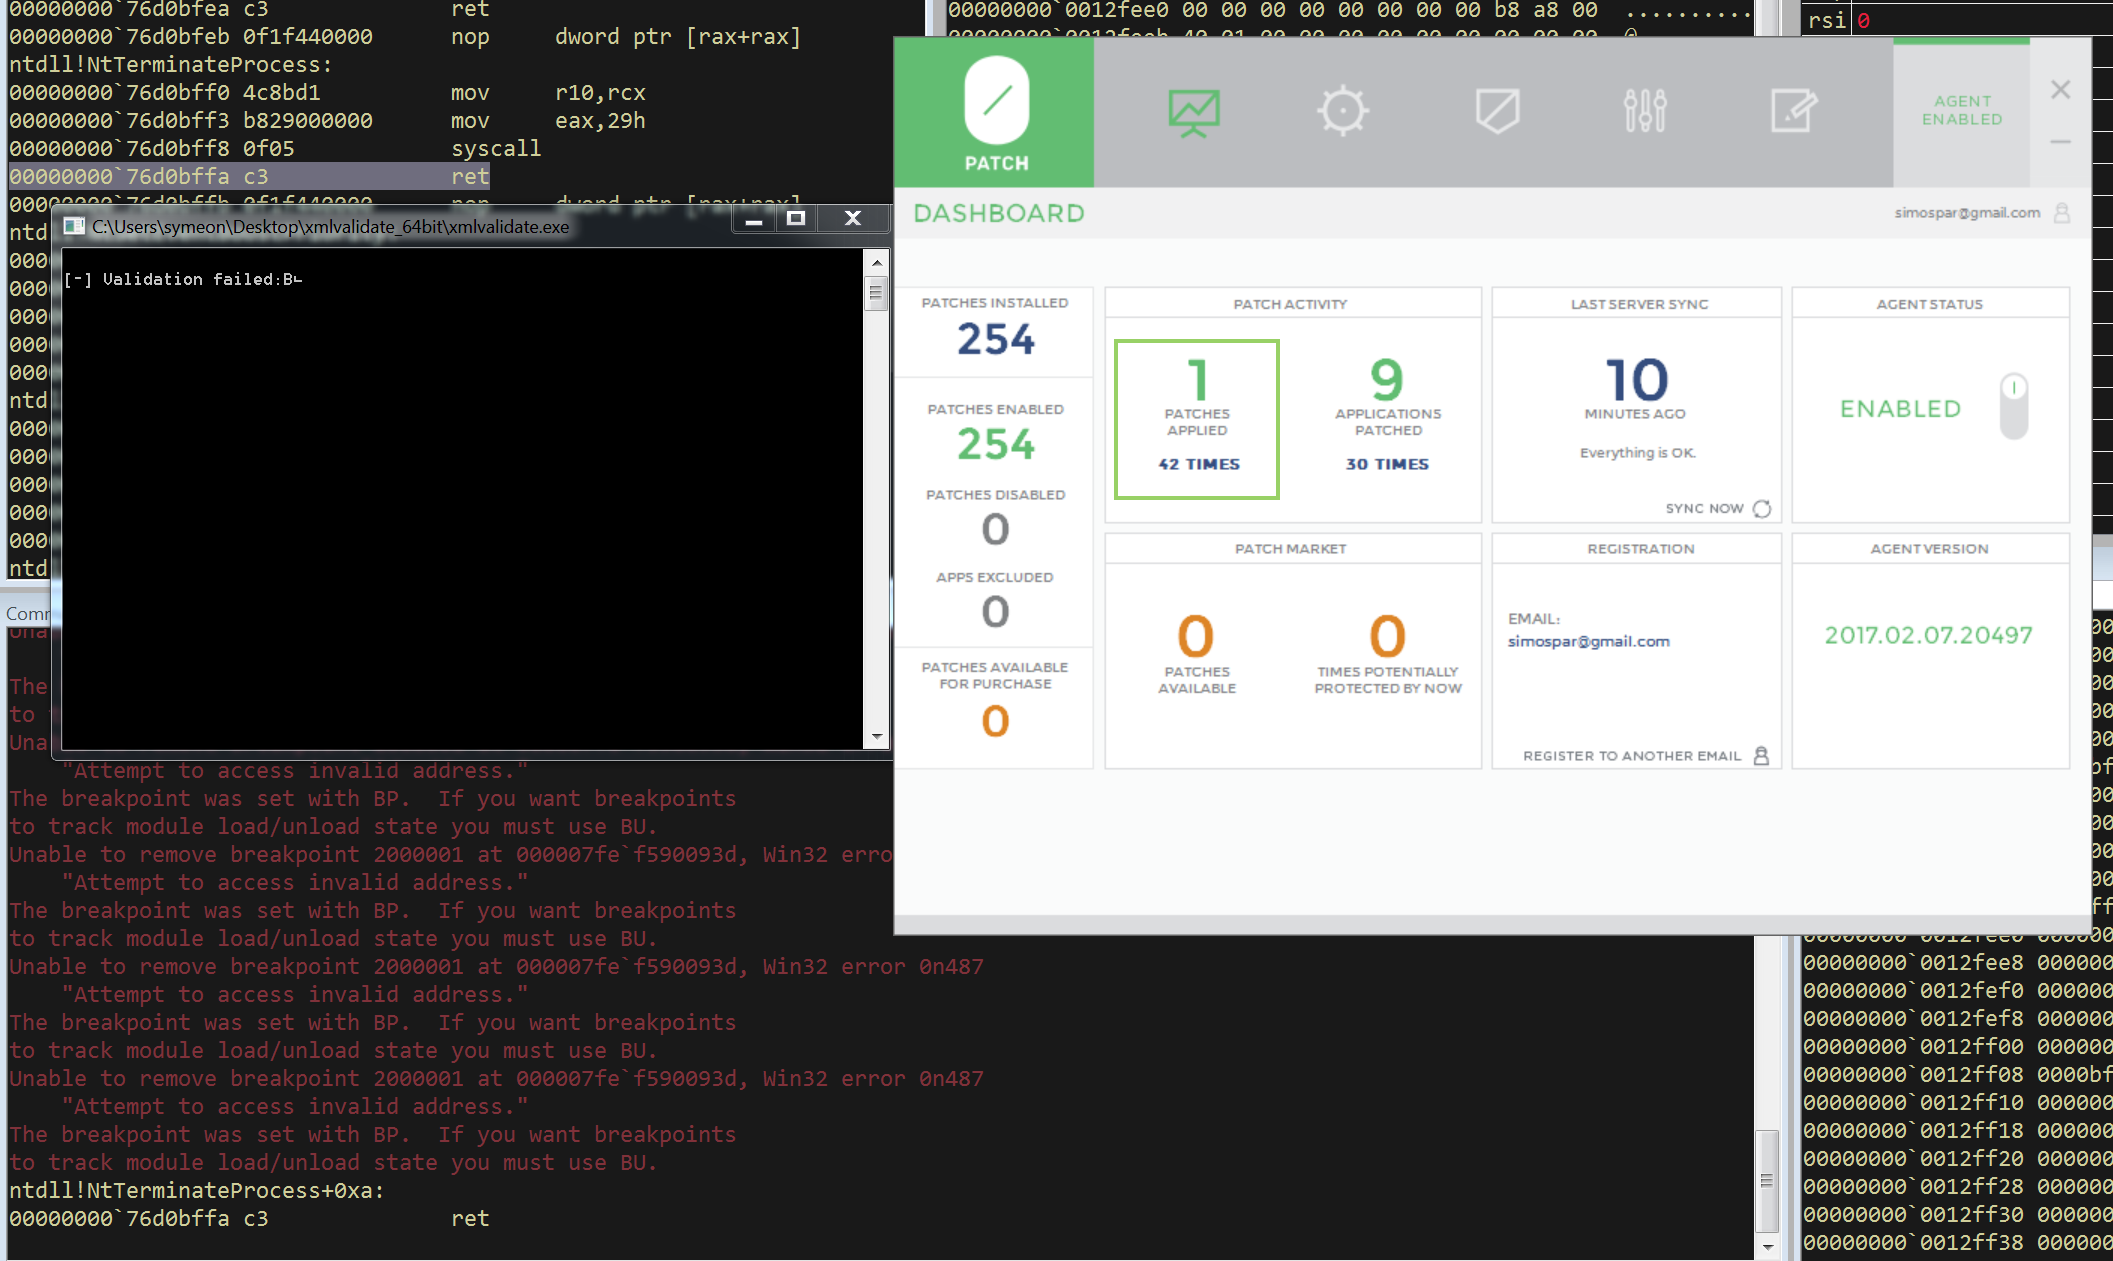 00000000`76d0bfea c3 ret
00000000`76d0bfeb 0f1f440000 nop dword ptr [rax+rax]
ntdll!NtTerminateProcess:
00000000`76d0bff0 4c8bd1 mov r10,rcx
00000000`76d0bff3 b829000000 mov eax,29h
00000000`76d0bff8 0f05 syscall
00000000`76d0bffa c3 ret
00000000`76d0bffb 0f1f440000 nop dword ptr [rax+rax]
C:\Users\symeon\Desktop\xmlvalidate_64bit\xmlvalidate.exe
[-] Validation failed:B
ntd
000
000
000
000
000
ntd
000
000
000
000
000
ntd
Comm
The
to
Una
"Attempt to access invalid address."
The breakpoint was set with BP.  If you want breakpoints
to track module load/unload state you must use BU.
Unable to remove breakpoint 2000001 at 000007fe`f590093d, Win32 erro
"Attempt to access invalid address."
The breakpoint was set with BP.  If you want breakpoints
to track module load/unload state you must use BU.
Unable to remove breakpoint 2000001 at 000007fe`f590093d, Win32 error 0n487
"Attempt to access invalid address."
The breakpoint was set with BP.  If you want breakpoints
to track module load/unload state you must use BU.
Unable to remove breakpoint 2000001 at 000007fe`f590093d, Win32 error 0n487
"Attempt to access invalid address."
The breakpoint was set with BP.  If you want breakpoints
to track module load/unload state you must use BU.
ntdll!NtTerminateProcess+0xa:
00000000`76d0bffa c3 ret
00000000`0012fee0 00 00 00 00 00 00 00 00 b8 a8 00 ..........
rsi 0
PATCH
AGENT
ENABLED
DASHBOARD
simospar@gmail.com
PATCHES INSTALLED
254
PATCHES ENABLED
254
PATCHES DISABLED
0
APPS EXCLUDED
0
PATCHES AVAILABLE
FOR PURCHASE
0
PATCH ACTIVITY
1
PATCHES
APPLIED
42 TIMES
9
APPLICATIONS
PATCHED
30 TIMES
LAST SERVER SYNC
10
MINUTES AGO
Everything is OK.
SYNC NOW
AGENT STATUS
ENABLED
PATCH MARKET
0
PATCHES
AVAILABLE
0
TIMES POTENTIALLY
PROTECTED BY NOW
REGISTRATION
EMAIL:
simospar@gmail.com
REGISTER TO ANOTHER EMAIL
AGENT VERSION
2017.02.07.20497
00000000`0012fee0 000000
00000000`0012fee8 000000
00000000`0012fef0 000000
00000000`0012fef8 000000
00000000`0012ff00 000000
00000000`0012ff08 0000bf
00000000`0012ff10 000000
00000000`0012ff18 000000
00000000`0012ff20 000000
00000000`0012ff28 000000
00000000`0012ff30 000000
00000000`0012ff38 000000